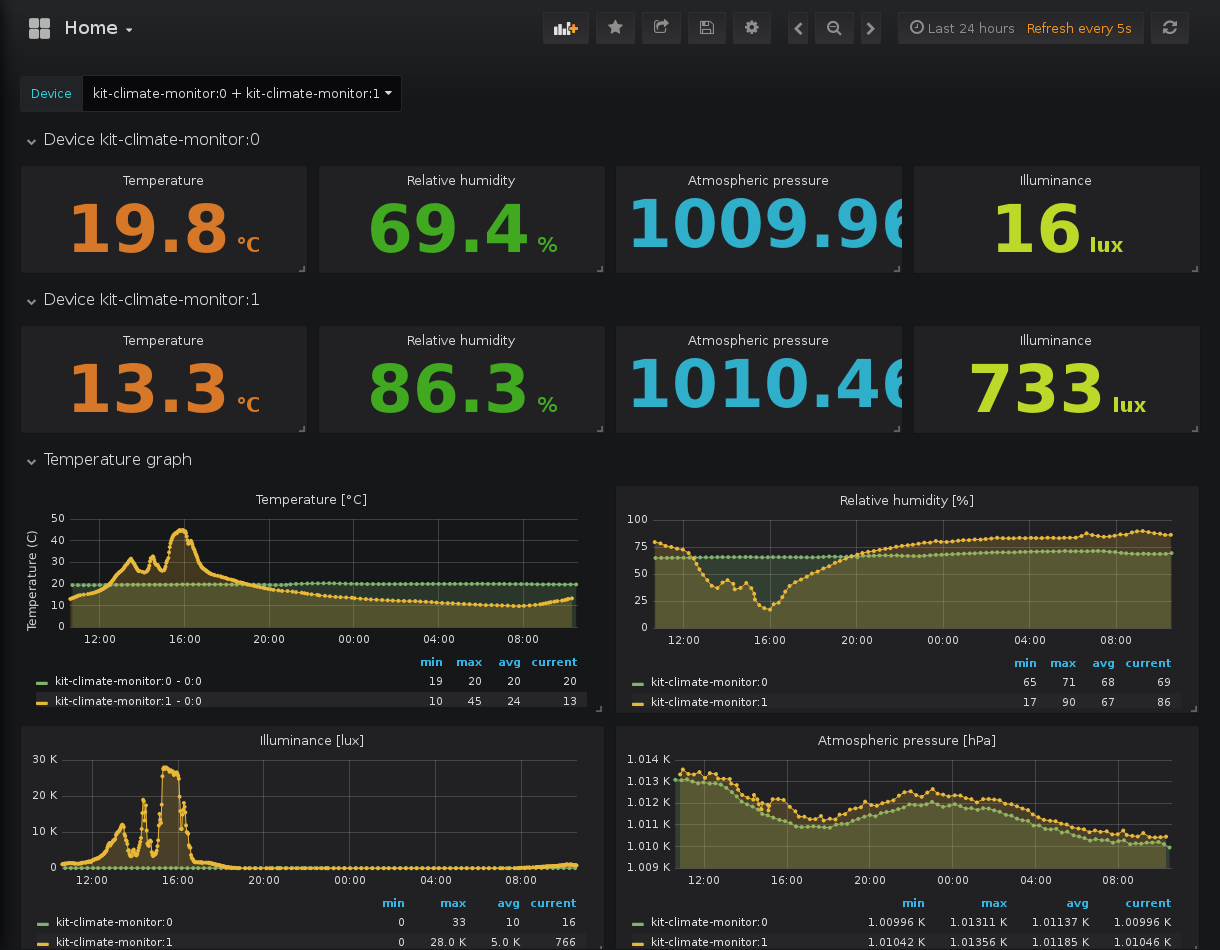 Home
Last 24 hours Refresh every 5s
Device kit-climate-monitor:0 + kit-climate-monitor:1
Device kit-climate-monitor:0
Temperature Relative humidity Atmospheric pressure Illuminance
19.8 °C 69.4 % 1009.96 16 lux
Device kit-climate-monitor:1
Temperature Relative humidity Atmospheric pressure Illuminance
13.3 °C 86.3 % 1010.46 733 lux
Temperature graph
Temperature [°C]
Temperature (C)
50
40
30
20
10
0
12:00 16:00 20:00 00:00 04:00 08:00
min max avg current
kit-climate-monitor:0 - 0:0 19 20 20 20
kit-climate-monitor:1 - 0:0 10 45 24 13
Relative humidity [%]
100
75
50
25
0
12:00 16:00 20:00 00:00 04:00 08:00
min max avg current
kit-climate-monitor:0 65 71 68 69
kit-climate-monitor:1 17 90 67 86
Illuminance [lux]
30 K
20 K
10 K
0
12:00 16:00 20:00 00:00 04:00 08:00
min max avg current
kit-climate-monitor:0 0 33 10 16
kit-climate-monitor:1 0 28.0 K 5.0 K 766
Atmospheric pressure [hPa]
1.014 K
1.013 K
1.012 K
1.011 K
1.010 K
1.009 K
12:00 16:00 20:00 00:00 04:00 08:00
min max avg current
kit-climate-monitor:0 1.00996 K 1.01311 K 1.01137 K 1.00996 K
kit-climate-monitor:1 1.01042 K 1.01356 K 1.01185 K 1.01046 K